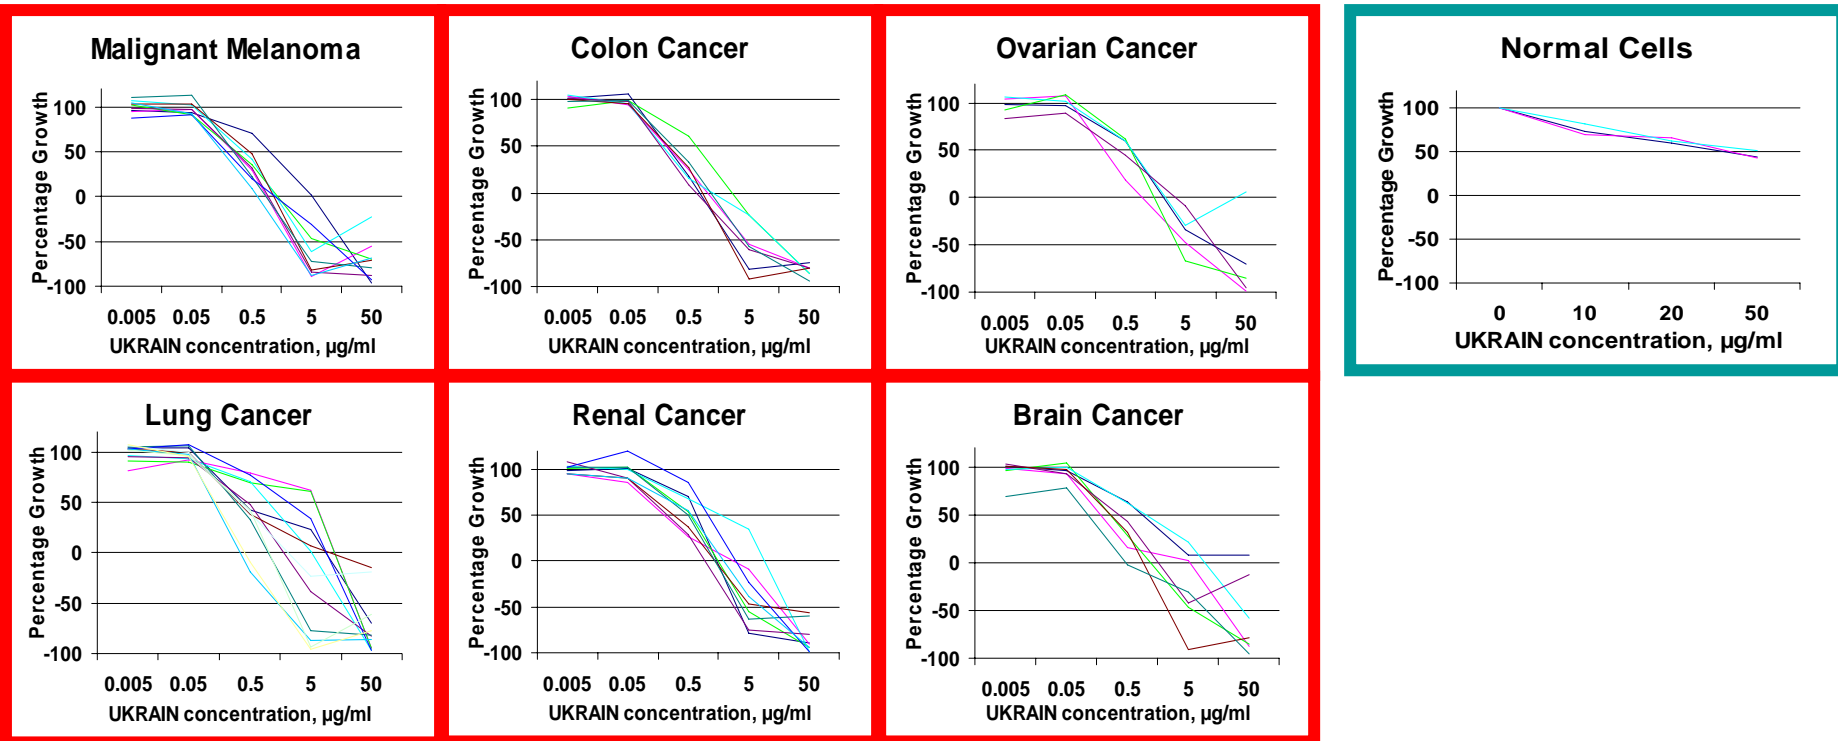 Malignant Melanoma
Percentage Growth
100
50
0
-50
-100
0.005 0.05 0.5 5 50
UKRAIN concentration, µg/ml
Colon Cancer
Percentage Growth
100
50
0
-50
-100
0.005 0.05 0.5 5 50
UKRAIN concentration, µg/ml
Ovarian Cancer
Percentage Growth
100
50
0
-50
-100
0.005 0.05 0.5 5 50
UKRAIN concentration, µg/ml
Normal Cells
Percentage Growth
100
50
0
-50
-100
0 10 20 50
UKRAIN concentration, µg/ml
Lung Cancer
Percentage Growth
100
50
0
-50
-100
0.005 0.05 0.5 5 50
UKRAIN concentration, µg/ml
Renal Cancer
Percentage Growth
100
50
0
-50
-100
0.005 0.05 0.5 5 50
UKRAIN concentration, µg/ml
Brain Cancer
Percentage Growth
100
50
0
-50
-100
0.005 0.05 0.5 5 50
UKRAIN concentration, µg/ml